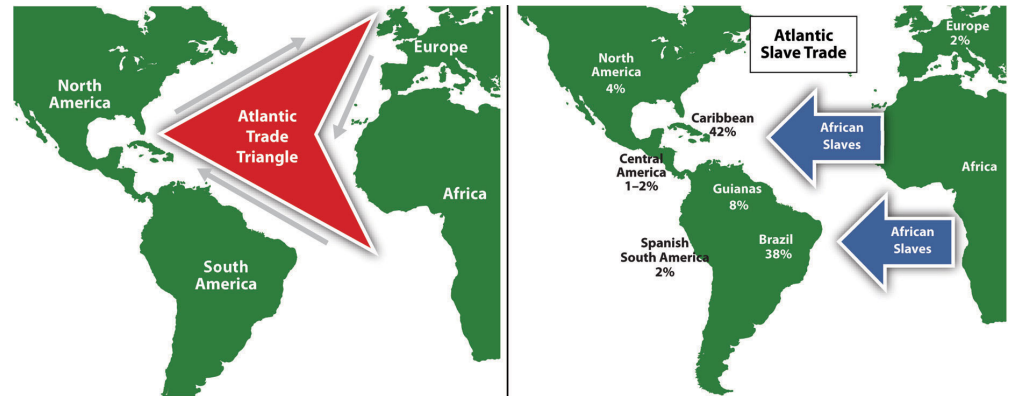 North
America
Europe
Atlantic
Trade
Triangle
Africa
South
America
Atlantic
Slave Trade
Europe
2%
North
America
4%
Caribbean
42%
African
Slaves
Central
America
1–2%
Africa
Guianas
8%
African
Slaves
Spanish
South America
2%
Brazil
38%